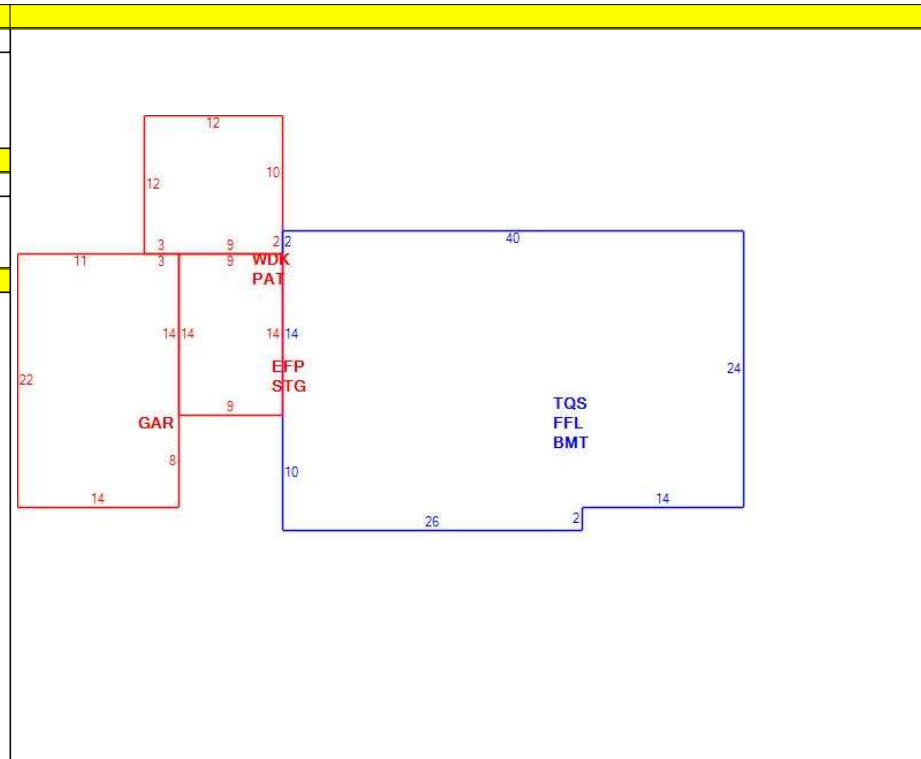 12
10
12
2 40
3 9 2
11 3 9 WDK
PAT
14 14 14 14
EFP
24
22 STG
9 TQS
GAR FFL
BMT
8 10
14 14
26 2